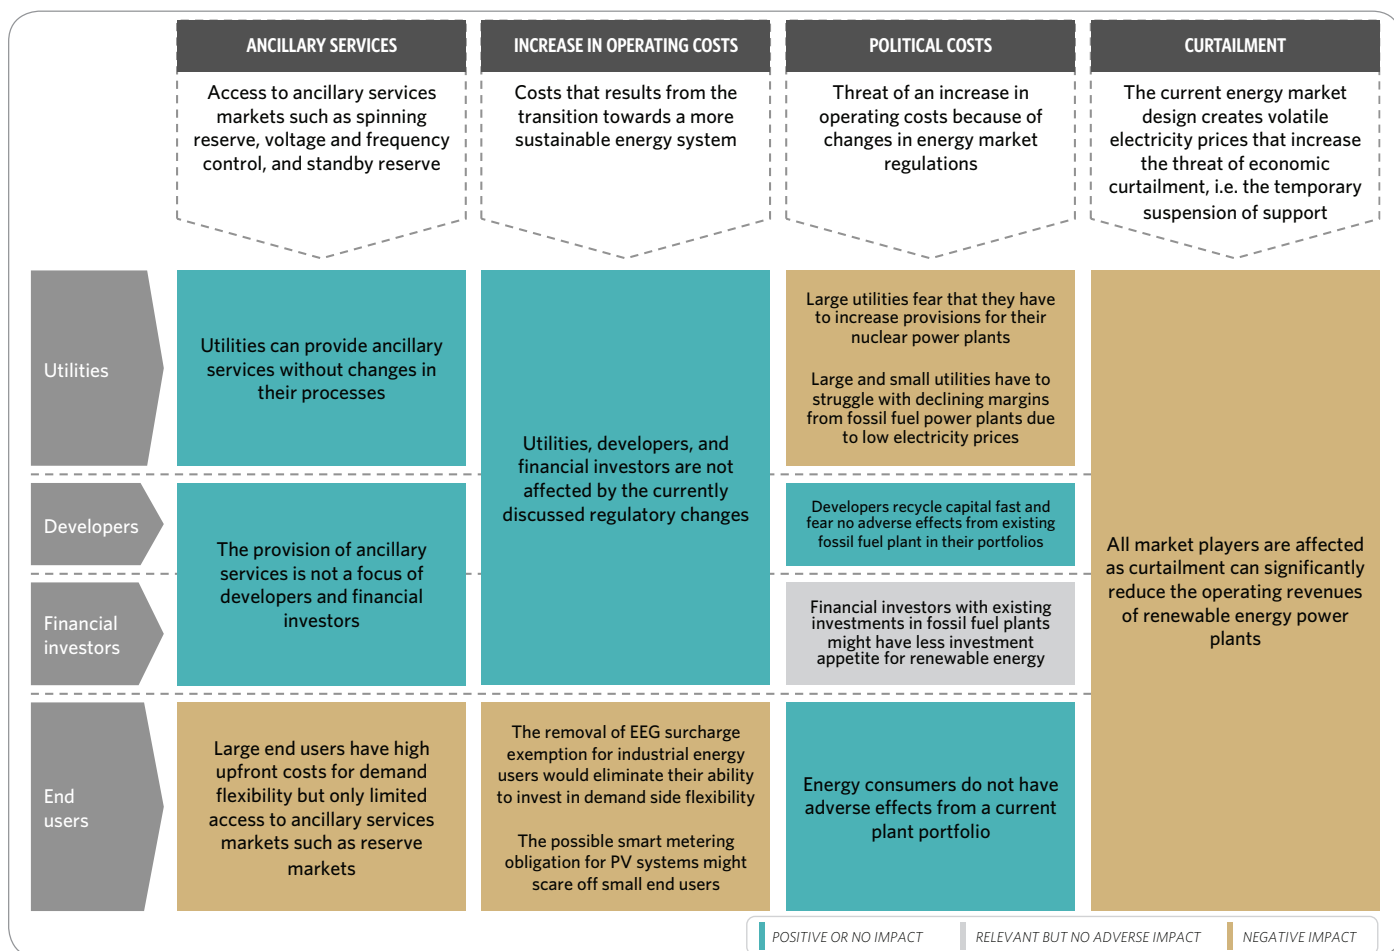 ANCILLARY SERVICES
Access to ancillary services
markets such as spinning
reserve, voltage and frequency
control, and standby reserve
INCREASE IN OPERATING COSTS
Costs that results from the
transition towards a more
sustainable energy system
POLITICAL COSTS
Threat of an increase in
operating costs because of
changes in energy market
regulations
CURTAILMENT
The current energy market
design creates volatile
electricity prices that increase
the threat of economic
curtailment, i.e. the temporary
suspension of support
Utilities
Utilities can provide ancillary
services without changes in
their processes
Utilities, developers, and
financial investors are not
affected by the currently
discussed regulatory changes
Large utilities fear that they have
to increase provisions for their
nuclear power plants
Large and small utilities have to
struggle with declining margins
from fossil fuel power plants due
to low electricity prices
All market players are affected
as curtailment can significantly
reduce the operating revenues
of renewable energy power
plants
Developers
The provision of ancillary
services is not a focus of
developers and financial
investors
Developers recycle capital fast and
fear no adverse effects from existing
fossil fuel plant in their portfolios
Financial
investors
Financial investors with existing
investments in fossil fuel plants
might have less investment
appetite for renewable energy
End
users
Large end users have high
upfront costs for demand
flexibility but only limited
access to ancillary services
markets such as reserve
markets
The removal of EEG surcharge
exemption for industrial energy
users would eliminate their ability
to invest in demand side flexibility
The possible smart metering
obligation for PV systems might
scare off small end users
Energy consumers do not have
adverse effects from a current
plant portfolio
POSITIVE OR NO IMPACT
RELEVANT BUT NO ADVERSE IMPACT
NEGATIVE IMPACT